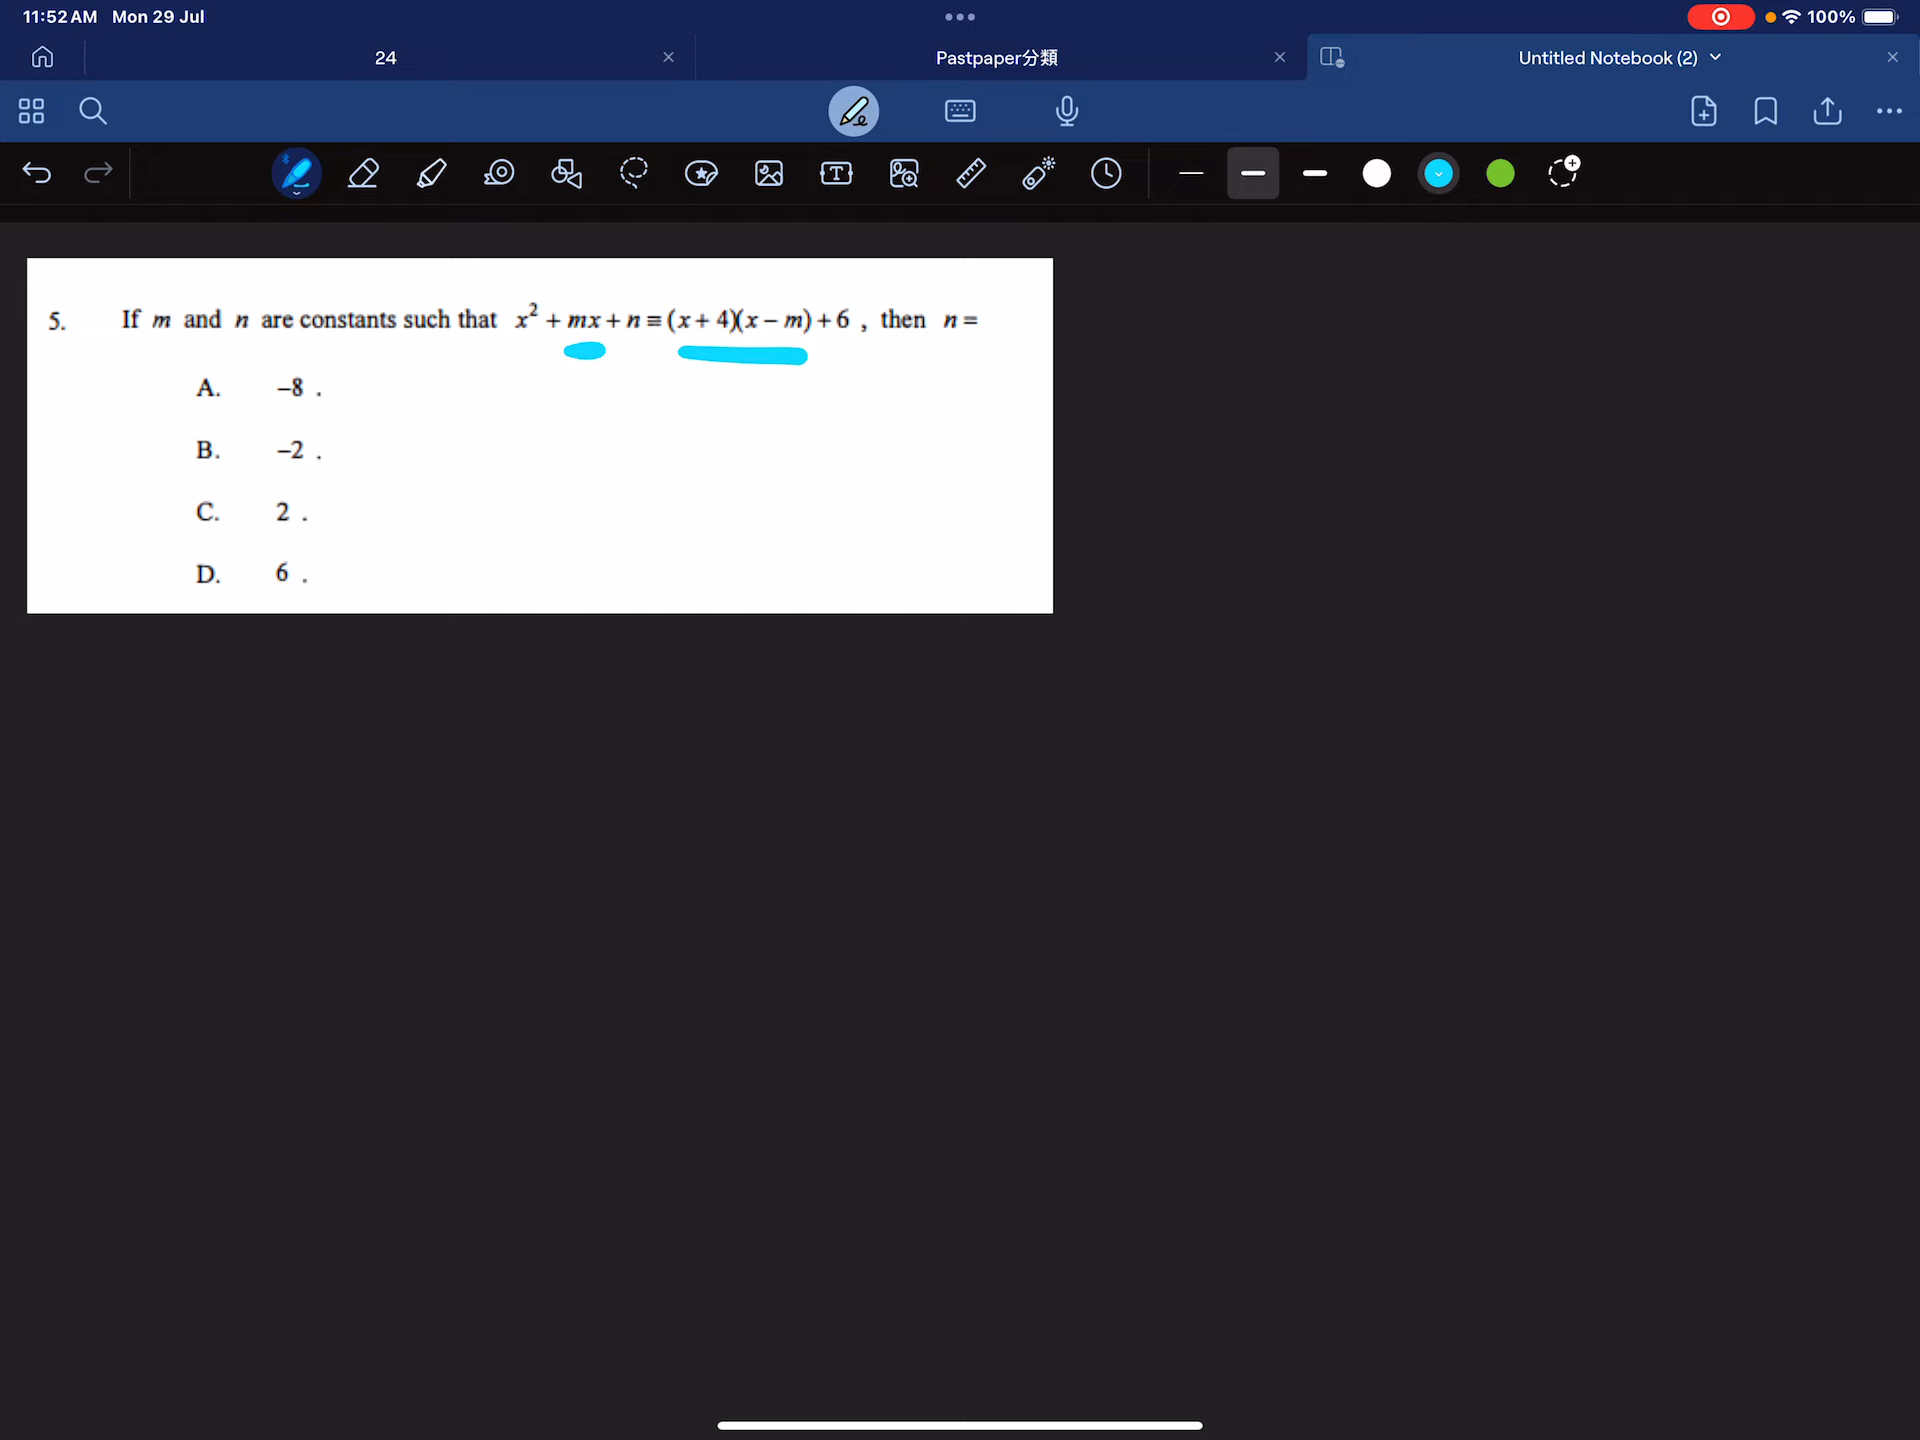 11:52 AM Mon 29 Jul
100%
24
Pastpaper分類
Untitled Notebook (2)
5. If m and n are constants such that x² + mx + n ≡ (x + 4)(x − m) + 6 , then n =
A. −8 .
B. −2 .
C. 2 .
D. 6 .